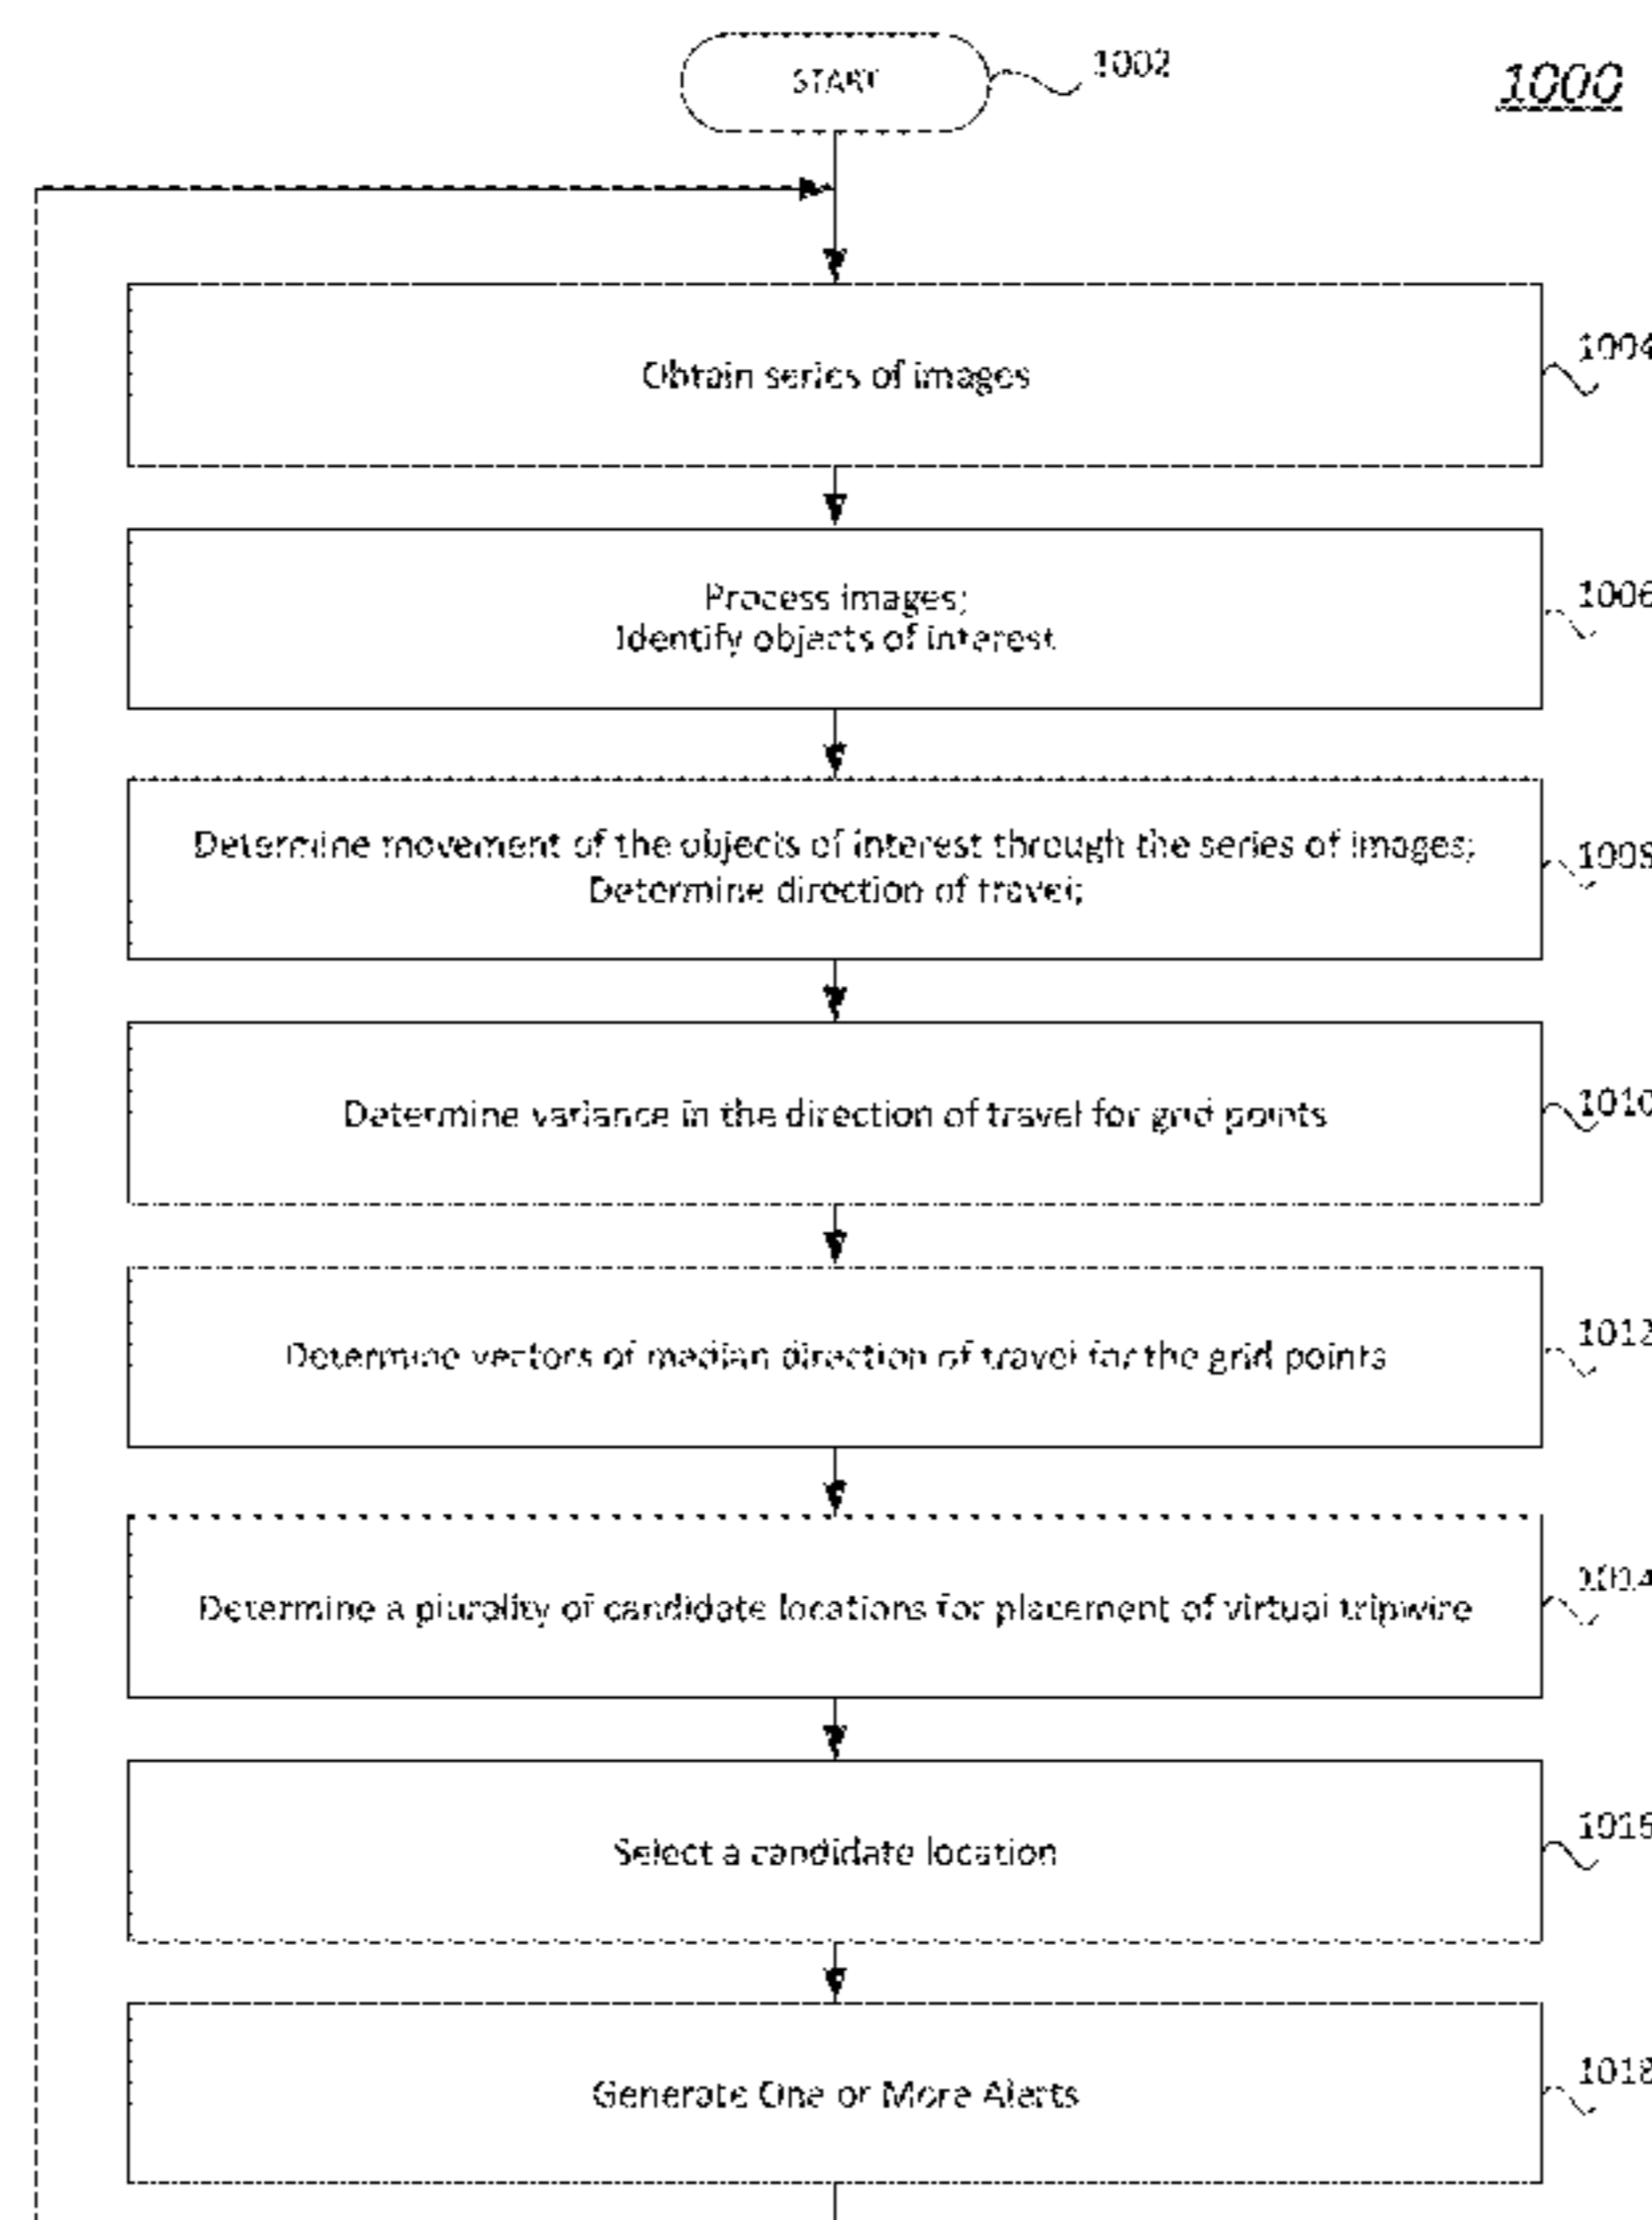 START
1002
1000
Obtain series of images
1004
Process images;
Identify objects of interest
1006
Determine movement of the objects of interest through the series of images;
Determine direction of travel;
1008
Determine variance in the direction of travel for grid points
1010
Determine vectors of median direction of travel for the grid points
1012
Determine a plurality of candidate locations for placement of virtual tripwire
1014
Select a candidate location
1016
Generate One or More Alerts
1018